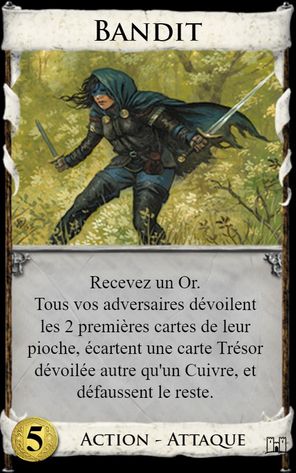 BANDIT
Recevez un Or.
Tous vos adversaires dévoilent
les 2 premières cartes de leur
pioche, écartent une carte Trésor
dévoilée autre qu'un Cuivre, et
défaussent le reste.
5
ACTION - ATTAQUE